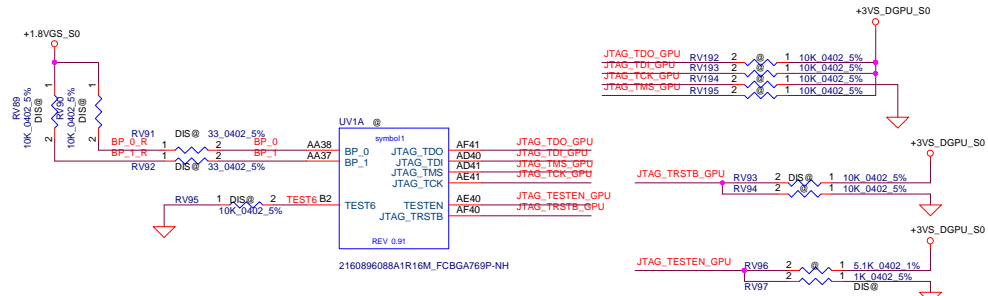 +1.8VGS_S0
RV89
10K_0402_5%
DIS@
1
2
RV90
10K_0402_5%
DIS@
1
2
BP_0_R
RV91
1
DIS@
2
33_0402_5%
BP_0
AA38
BP_1_R
1
2
BP_1
AA37
RV92
DIS@
33_0402_5%
RV95
1
DIS@
2
TEST6
B2
10K_0402_5%
UV1A
@
symbol1
BP_0
BP_1
TEST6
JTAG_TDO
JTAG_TDI
JTAG_TMS
JTAG_TCK
TESTEN
JTAG_TRSTB
REV 0.91
2160896088A1R16M_FCBGA769P-NH
AF41
JTAG_TDO_GPU
AD40
JTAG_TDI_GPU
AD41
JTAG_TMS_GPU
AE41
JTAG_TCK_GPU
AE40
JTAG_TESTEN_GPU
AF40
JTAG_TRSTB_GPU
+3VS_DGPU_S0
JTAG_TDO_GPU
RV192 2 @ 1 10K_0402_5%
JTAG_TDI_GPU
RV193 2 @ 1 10K_0402_5%
JTAG_TCK_GPU
RV194 2 @ 1 10K_0402_5%
JTAG_TMS_GPU
RV195 2 @ 1 10K_0402_5%
+3VS_DGPU_S0
JTAG_TRSTB_GPU
RV93 2 DIS@ 1 10K_0402_5%
RV94 2 @ 1 10K_0402_5%
+3VS_DGPU_S0
JTAG_TESTEN_GPU
RV96 2 @ 1 5.1K_0402_1%
RV97 2 1 1K_0402_5%
DIS@